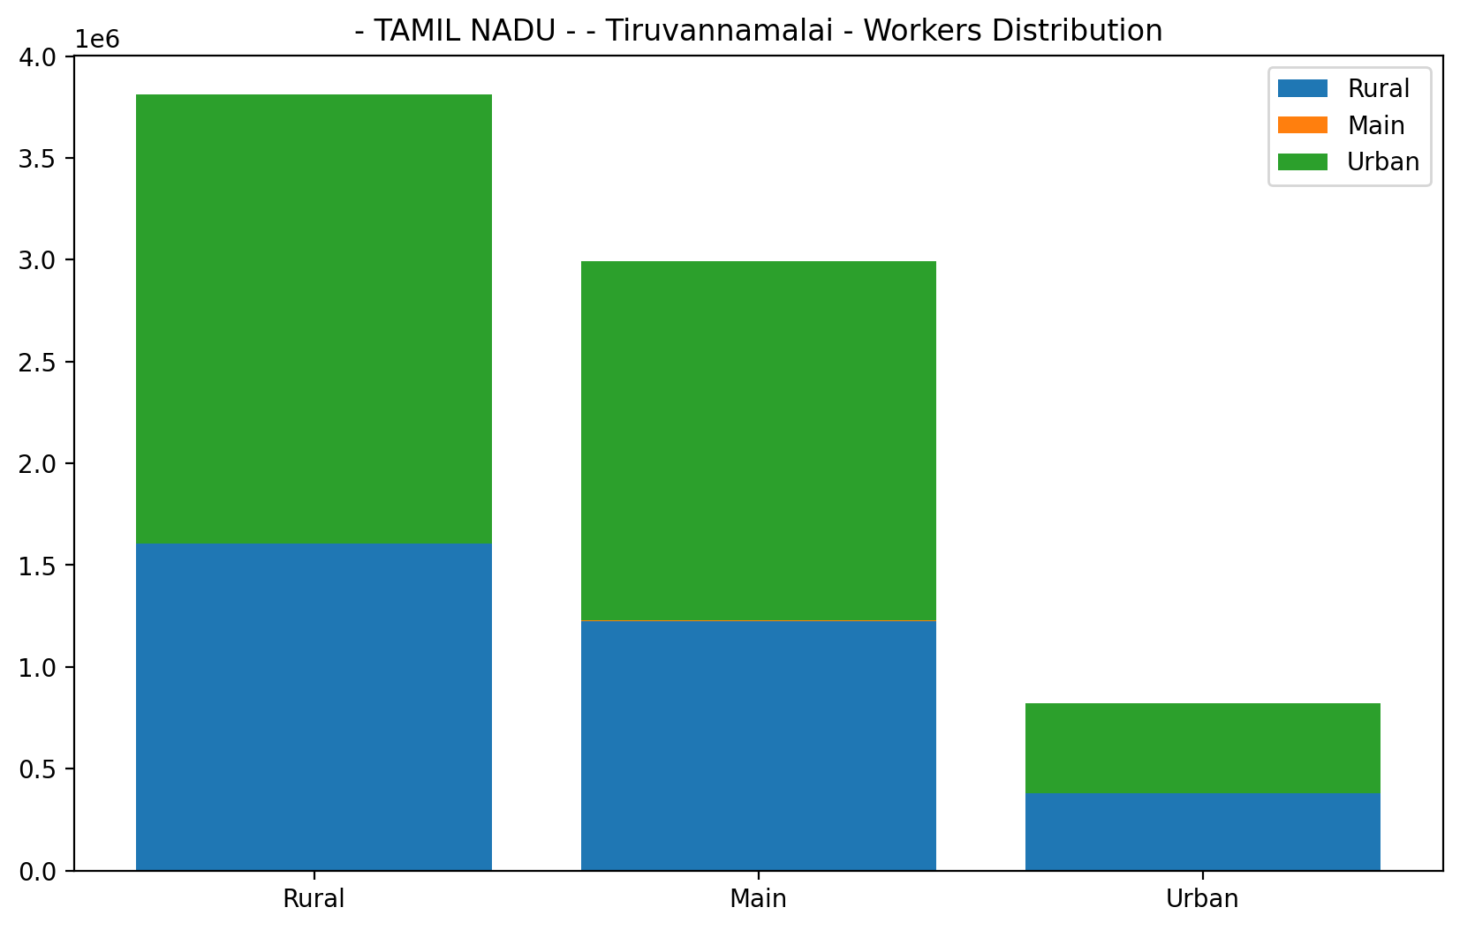 - TAMIL NADU - - Tiruvannamalai - Workers Distribution
1e6
4.0
3.5
3.0
2.5
2.0
1.5
1.0
0.5
0.0
Rural
Main
Urban
Rural
Main
Urban